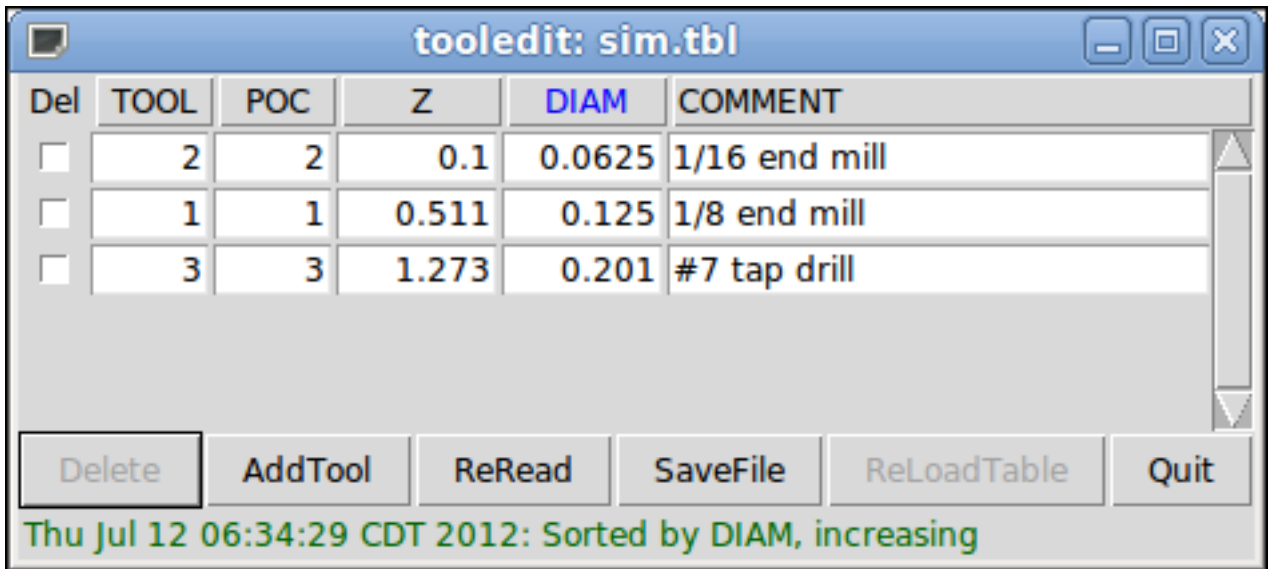 tooledit: sim.tbl
Del TOOL POC Z DIAM COMMENT
2 2 0.1 0.0625 1/16 end mill
1 1 0.511 0.125 1/8 end mill
3 3 1.273 0.201 #7 tap drill
Delete AddTool ReRead SaveFile ReLoadTable Quit
Thu Jul 12 06:34:29 CDT 2012: Sorted by DIAM, increasing